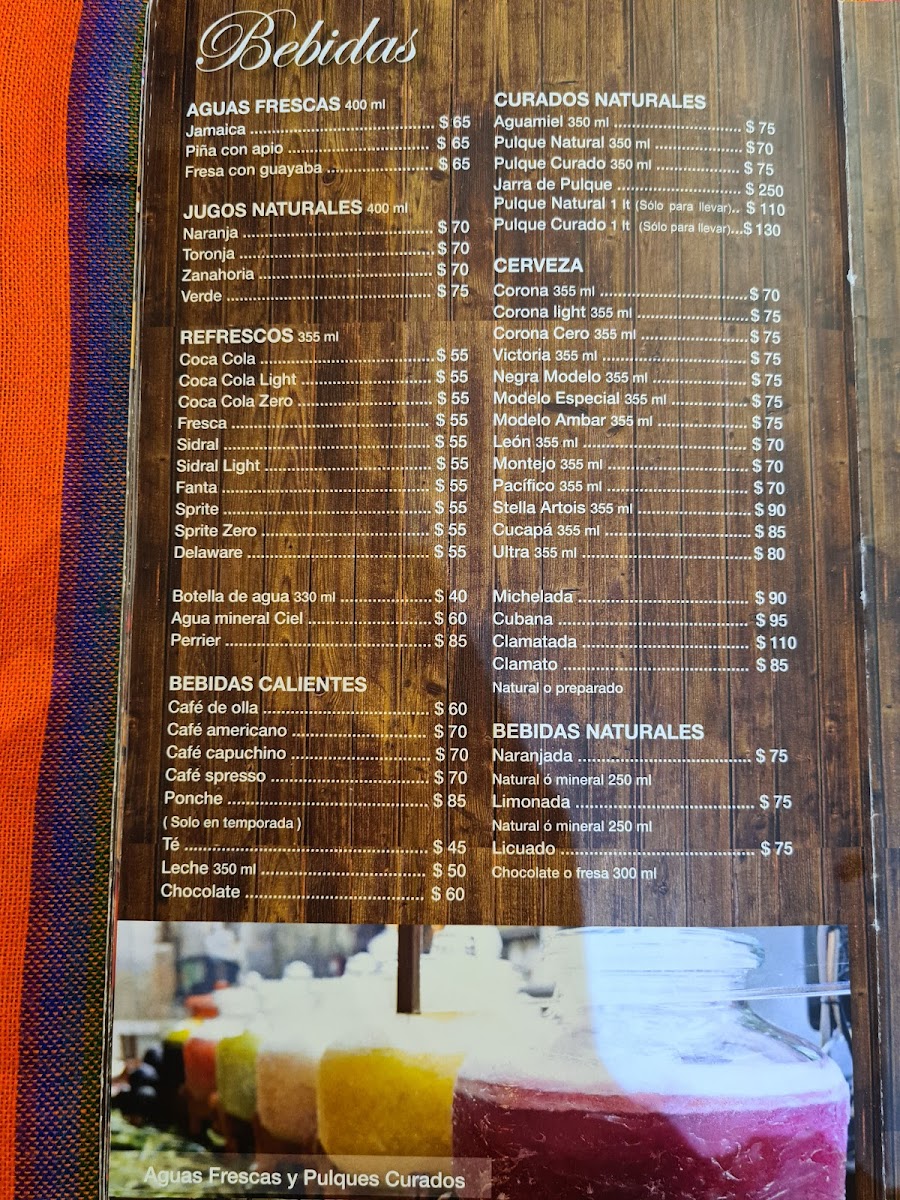 Bebidas
AGUAS FRESCAS 400 ml
Jamaica ........ $ 65
Piña con apio ........ $ 65
Fresa con guayaba ........ $ 65
JUGOS NATURALES 400 ml
Naranja ........ $ 70
Toronja ........ $ 70
Zanahoria ........ $ 70
Verde ........ $ 75
REFRESCOS 355 ml
Coca Cola ........ $ 55
Coca Cola Light ........ $ 55
Coca Cola Zero ........ $ 55
Fresca ........ $ 55
Sidral ........ $ 55
Sidral Light ........ $ 55
Fanta ........ $ 55
Sprite ........ $ 55
Sprite Zero ........ $ 55
Delaware ........ $ 55
Botella de agua 330 ml ........ $ 40
Agua mineral Ciel ........ $ 60
Perrier ........ $ 85
BEBIDAS CALIENTES
Café de olla ........ $ 60
Café americano ........ $ 70
Café capuchino ........ $ 70
Café spresso ........ $ 70
Ponche ........ $ 85
( Solo en temporada )
Té ........ $ 45
Leche 350 ml ........ $ 50
Chocolate ........ $ 60
CURADOS NATURALES
Aguamiel 350 ml ........ $ 75
Pulque Natural 350 ml ........ $70
Pulque Curado 350 ml ........ $ 75
Jarra de Pulque ........ $ 250
Pulque Natural 1 lt (Sólo para llevar).. $ 110
Pulque Curado 1 lt (Sólo para llevar)...$ 130
CERVEZA
Corona 355 ml ........ $ 70
Corona light 355 ml ........ $ 75
Corona Cero 355 ml ........ $ 75
Victoria 355 ml ........ $ 75
Negra Modelo 355 ml ........ $ 75
Modelo Especial 355 ml ........ $ 75
Modelo Ambar 355 ml ........ $ 75
León 355 ml ........ $ 70
Montejo 355 ml ........ $ 70
Pacífico 355 ml ........ $ 70
Stella Artois 355 ml ........ $ 90
Cucapá 355 ml ........ $ 85
Ultra 355 ml ........ $ 80
Michelada ........ $ 90
Cubana ........ $ 95
Clamatada ........ $ 110
Clamato ........ $ 85
Natural o preparado
BEBIDAS NATURALES
Naranjada ........ $ 75
Natural ó mineral 250 ml
Limonada ........ $ 75
Natural ó mineral 250 ml
Licuado ........ $ 75
Chocolate o fresa 300 ml
Aguas Frescas y Pulques Curados